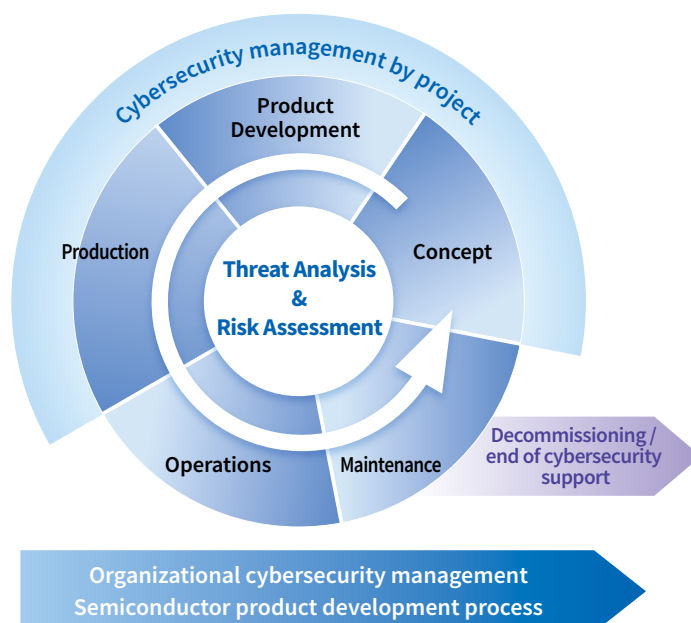 Cybersecurity management by project
Product
Development
Production
Concept
Threat Analysis
&
Risk Assessment
Operations
Maintenance
Decommissioning /
end of cybersecurity
support
Organizational cybersecurity management
Semiconductor product development process